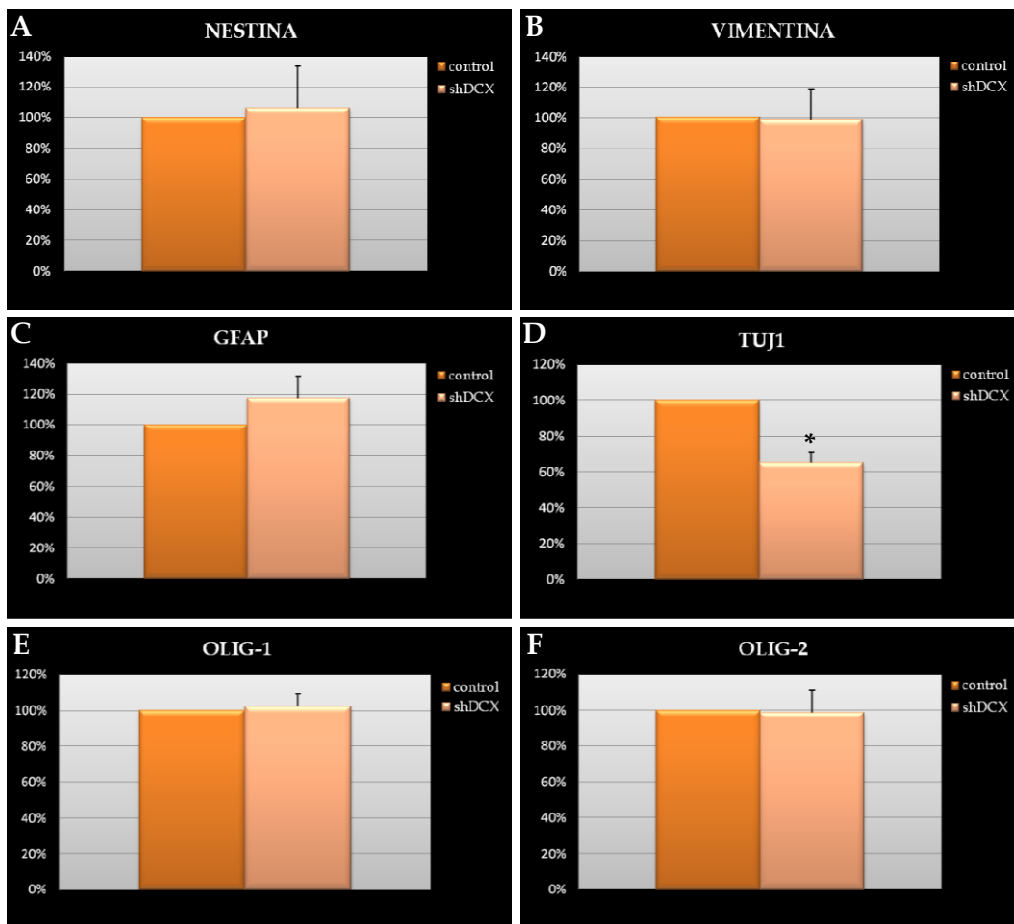 A
NESTINA
140%
120%
100%
80%
60%
40%
20%
0%
control
shDCX
B
VIMENTINA
140%
120%
100%
80%
60%
40%
20%
0%
control
shDCX
C
GFAP
140%
120%
100%
80%
60%
40%
20%
0%
control
shDCX
D
TUJ1
120%
100%
80%
60%
40%
20%
0%
*
control
shDCX
E
OLIG-1
120%
100%
80%
60%
40%
20%
0%
control
shDCX
F
OLIG-2
120%
100%
80%
60%
40%
20%
0%
control
shDCX